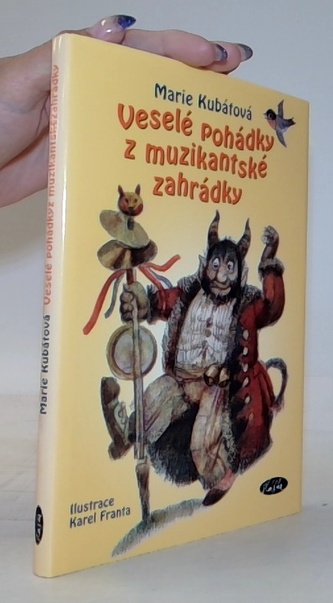 Marie Kubátová
Veselé pohádky
z muzikantské
zahrádky
Ilustrace
Karel Franta
Marie Kubátová Veselé pohádky z muzikantské zahrádky